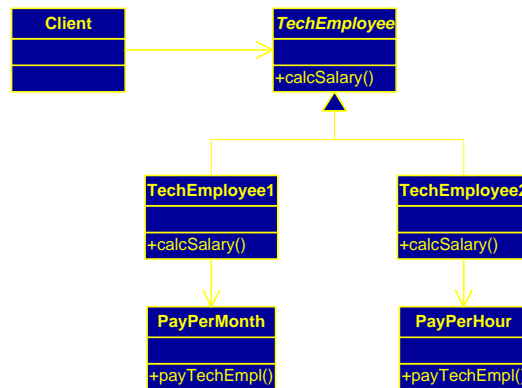 Client
TechEmployee
+calcSalary()
TechEmployee1
TechEmployee2
+calcSalary()
+calcSalary()
PayPerMonth
PayPerHour
+payTechEmpl()
+payTechEmpl()